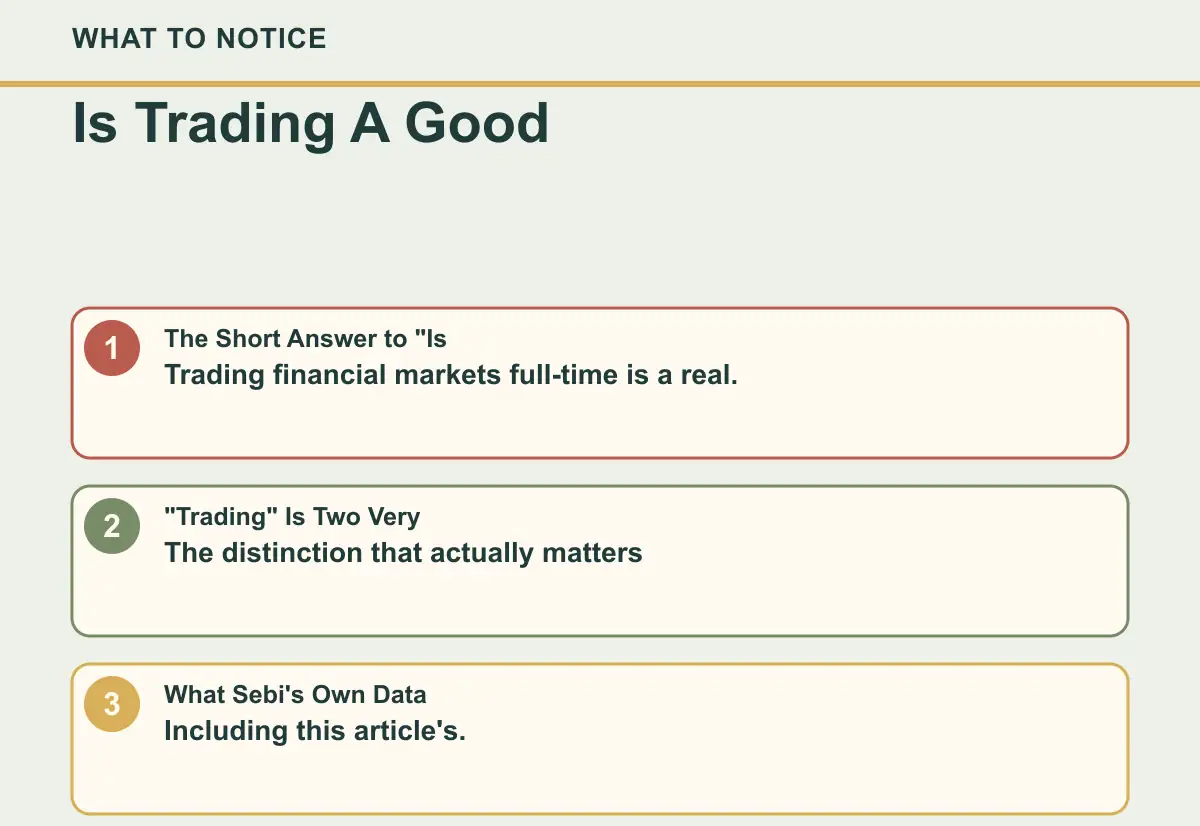 WHAT TO NOTICE
Is Trading A Good
1
The Short Answer to "Is
Trading financial markets full-time is a real.
2
"Trading" Is Two Very
The distinction that actually matters
3
What Sebi's Own Data
Including this article's.